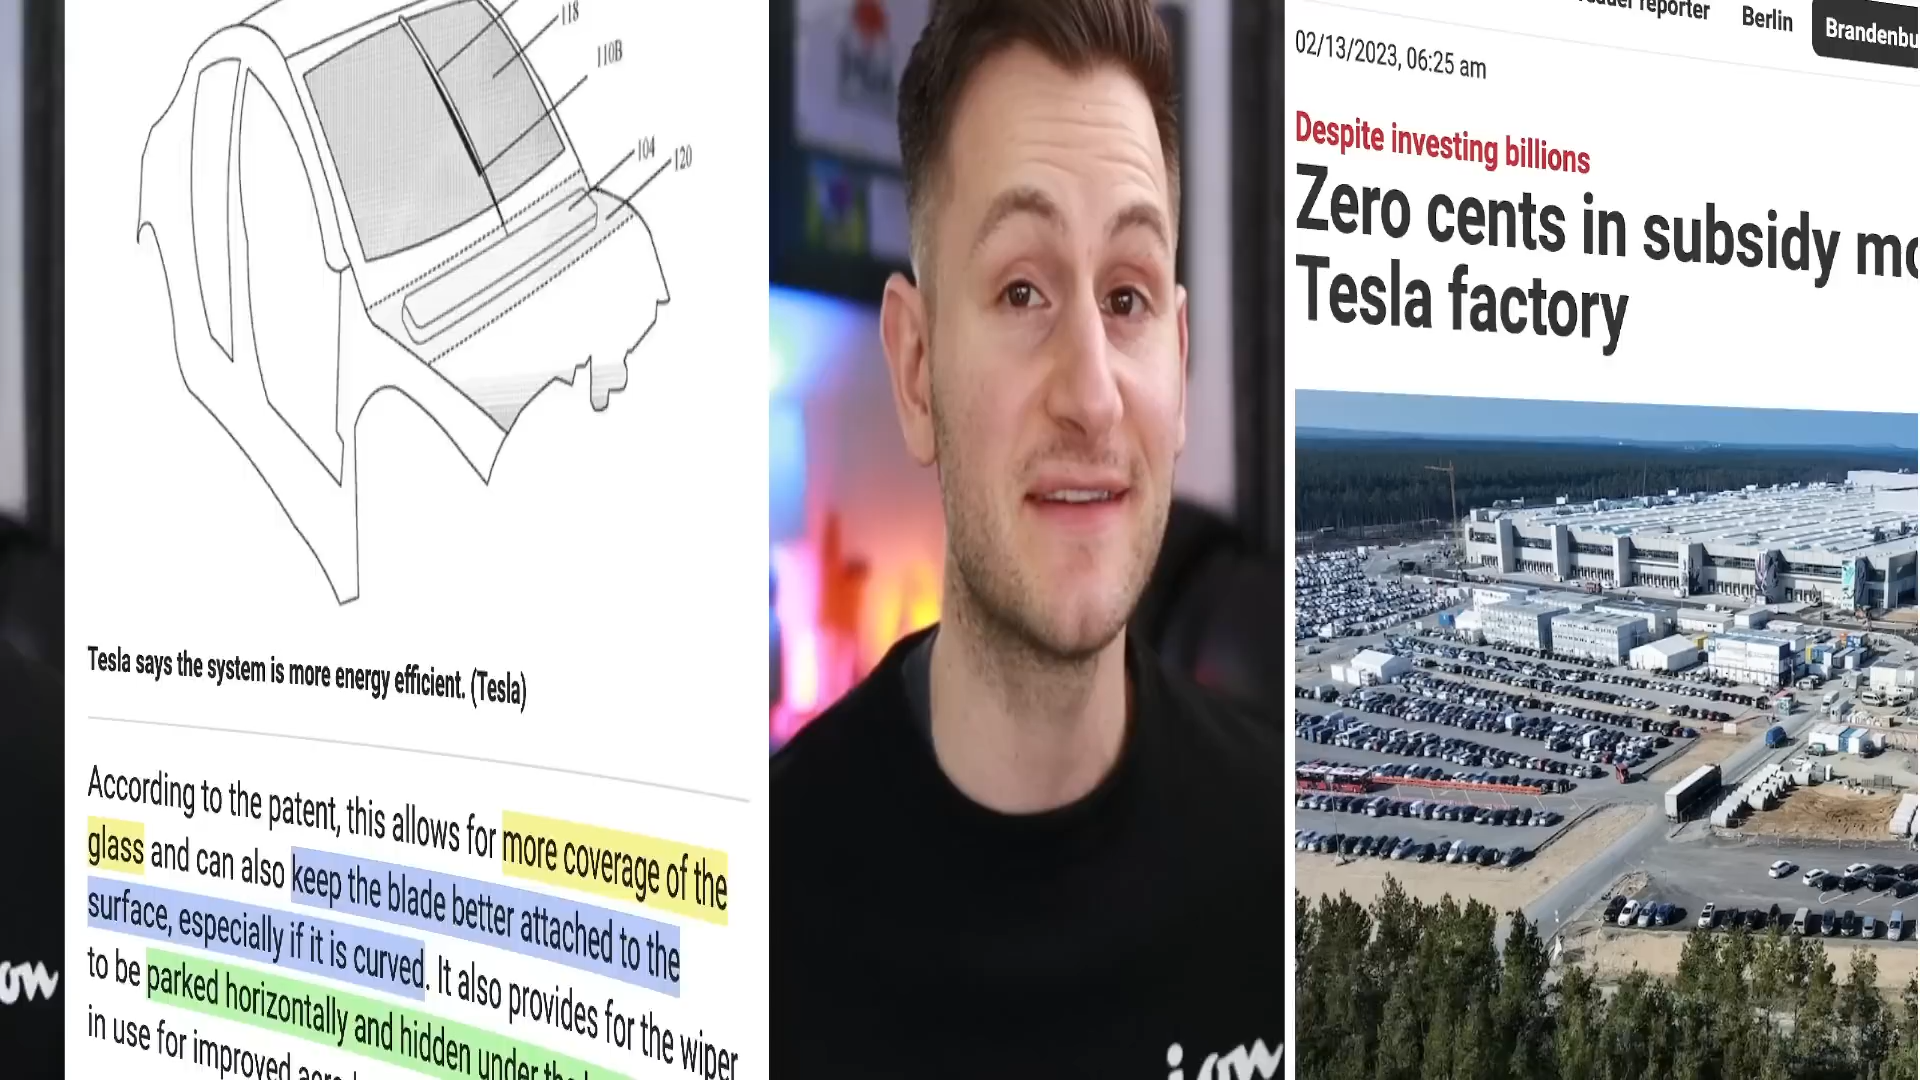 118
110B
104
120
Tesla says the system is more energy efficient. (Tesla)
According to the patent, this allows for more coverage of the
glass and can also keep the blade better attached to the
surface, especially if it is curved. It also provides for the wiper
to be parked horizontally and hidden under the
in use for improved
reporter Berlin
02/13/2023, 06:25 am
Despite investing billions
Zero cents in subsidy
Tesla factory